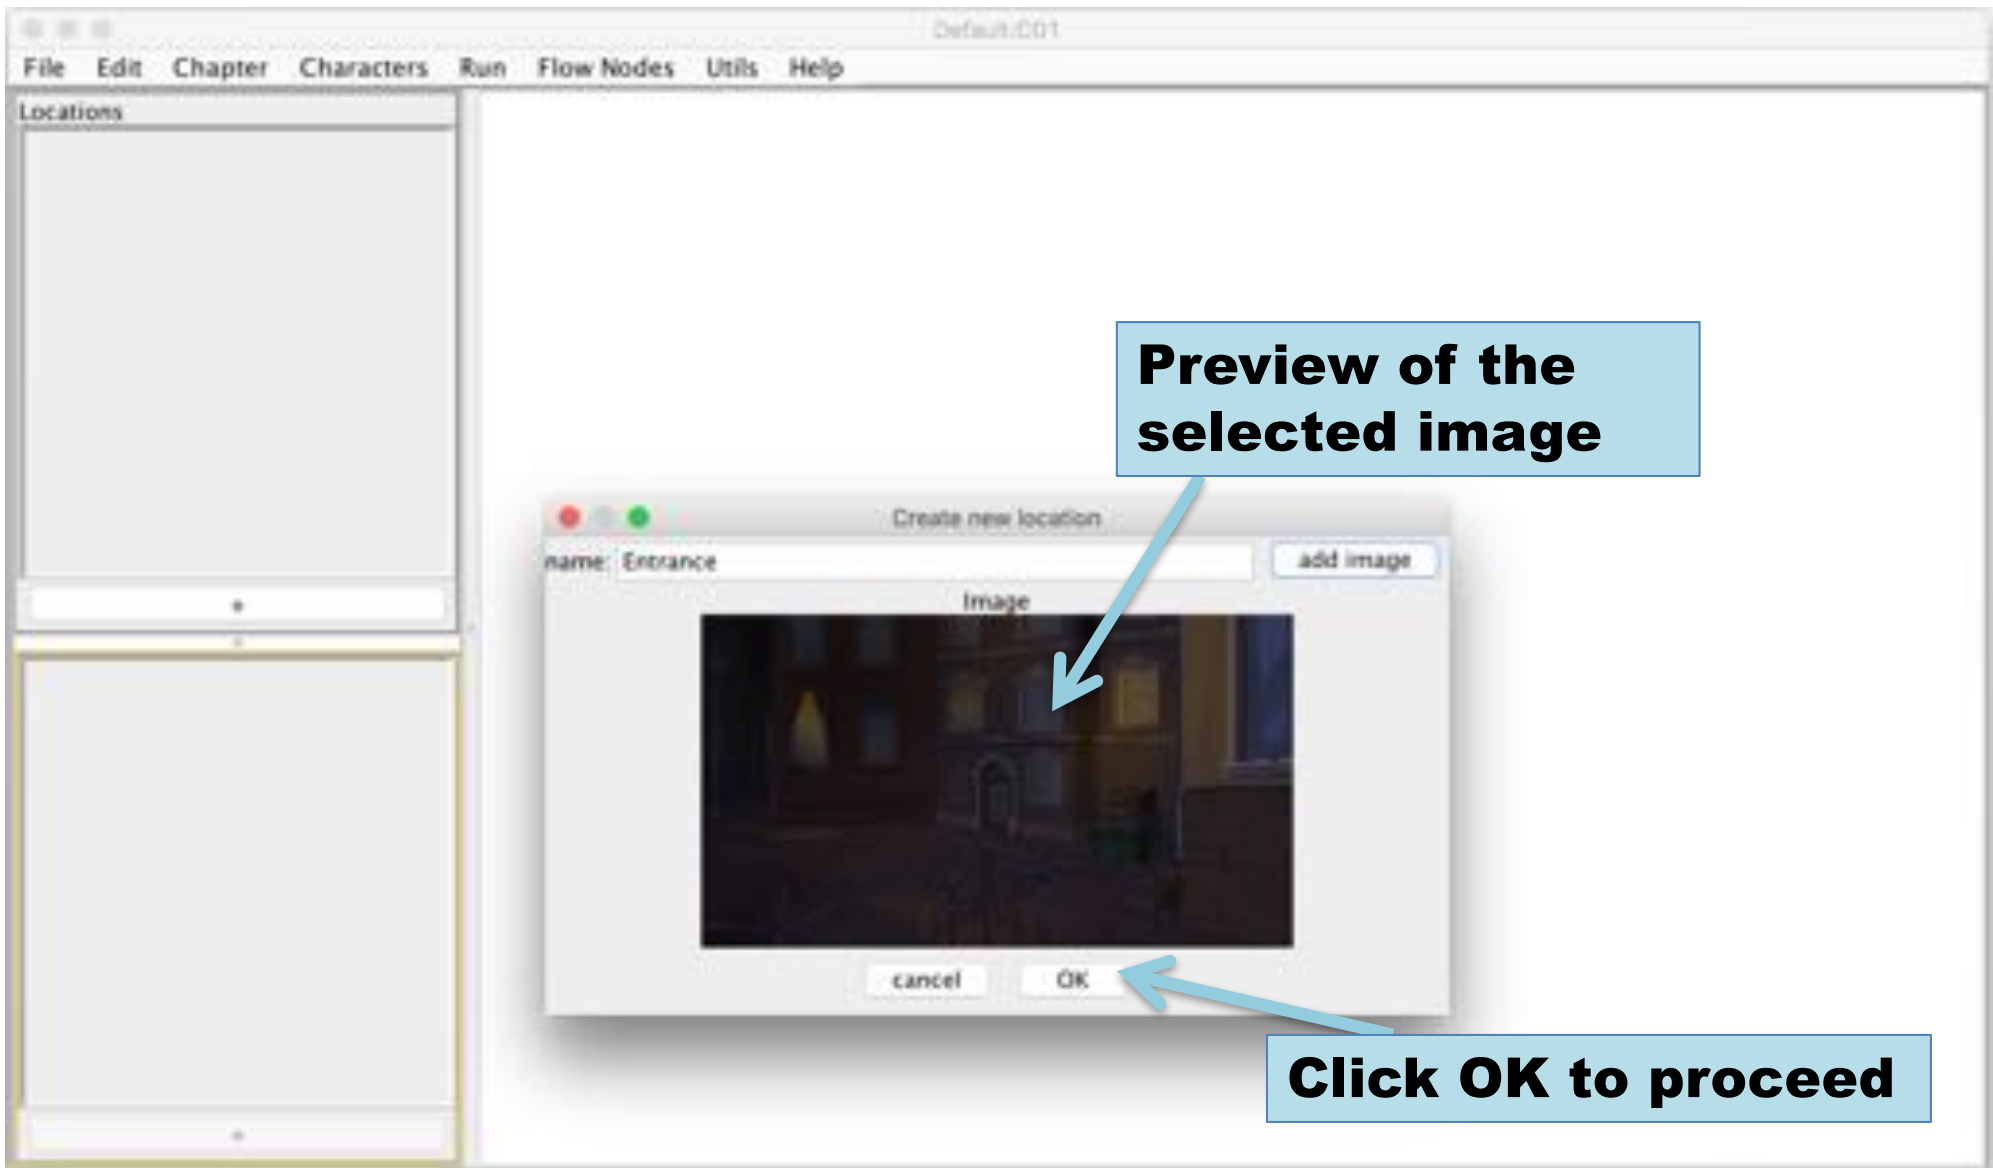 Default:C01
File Edit Chapter Characters Run Flow Nodes Utils Help
Locations
+
Preview of the
selected image
Create new location
name: Entrance
add image
Image
cancel OK
Click OK to proceed
+